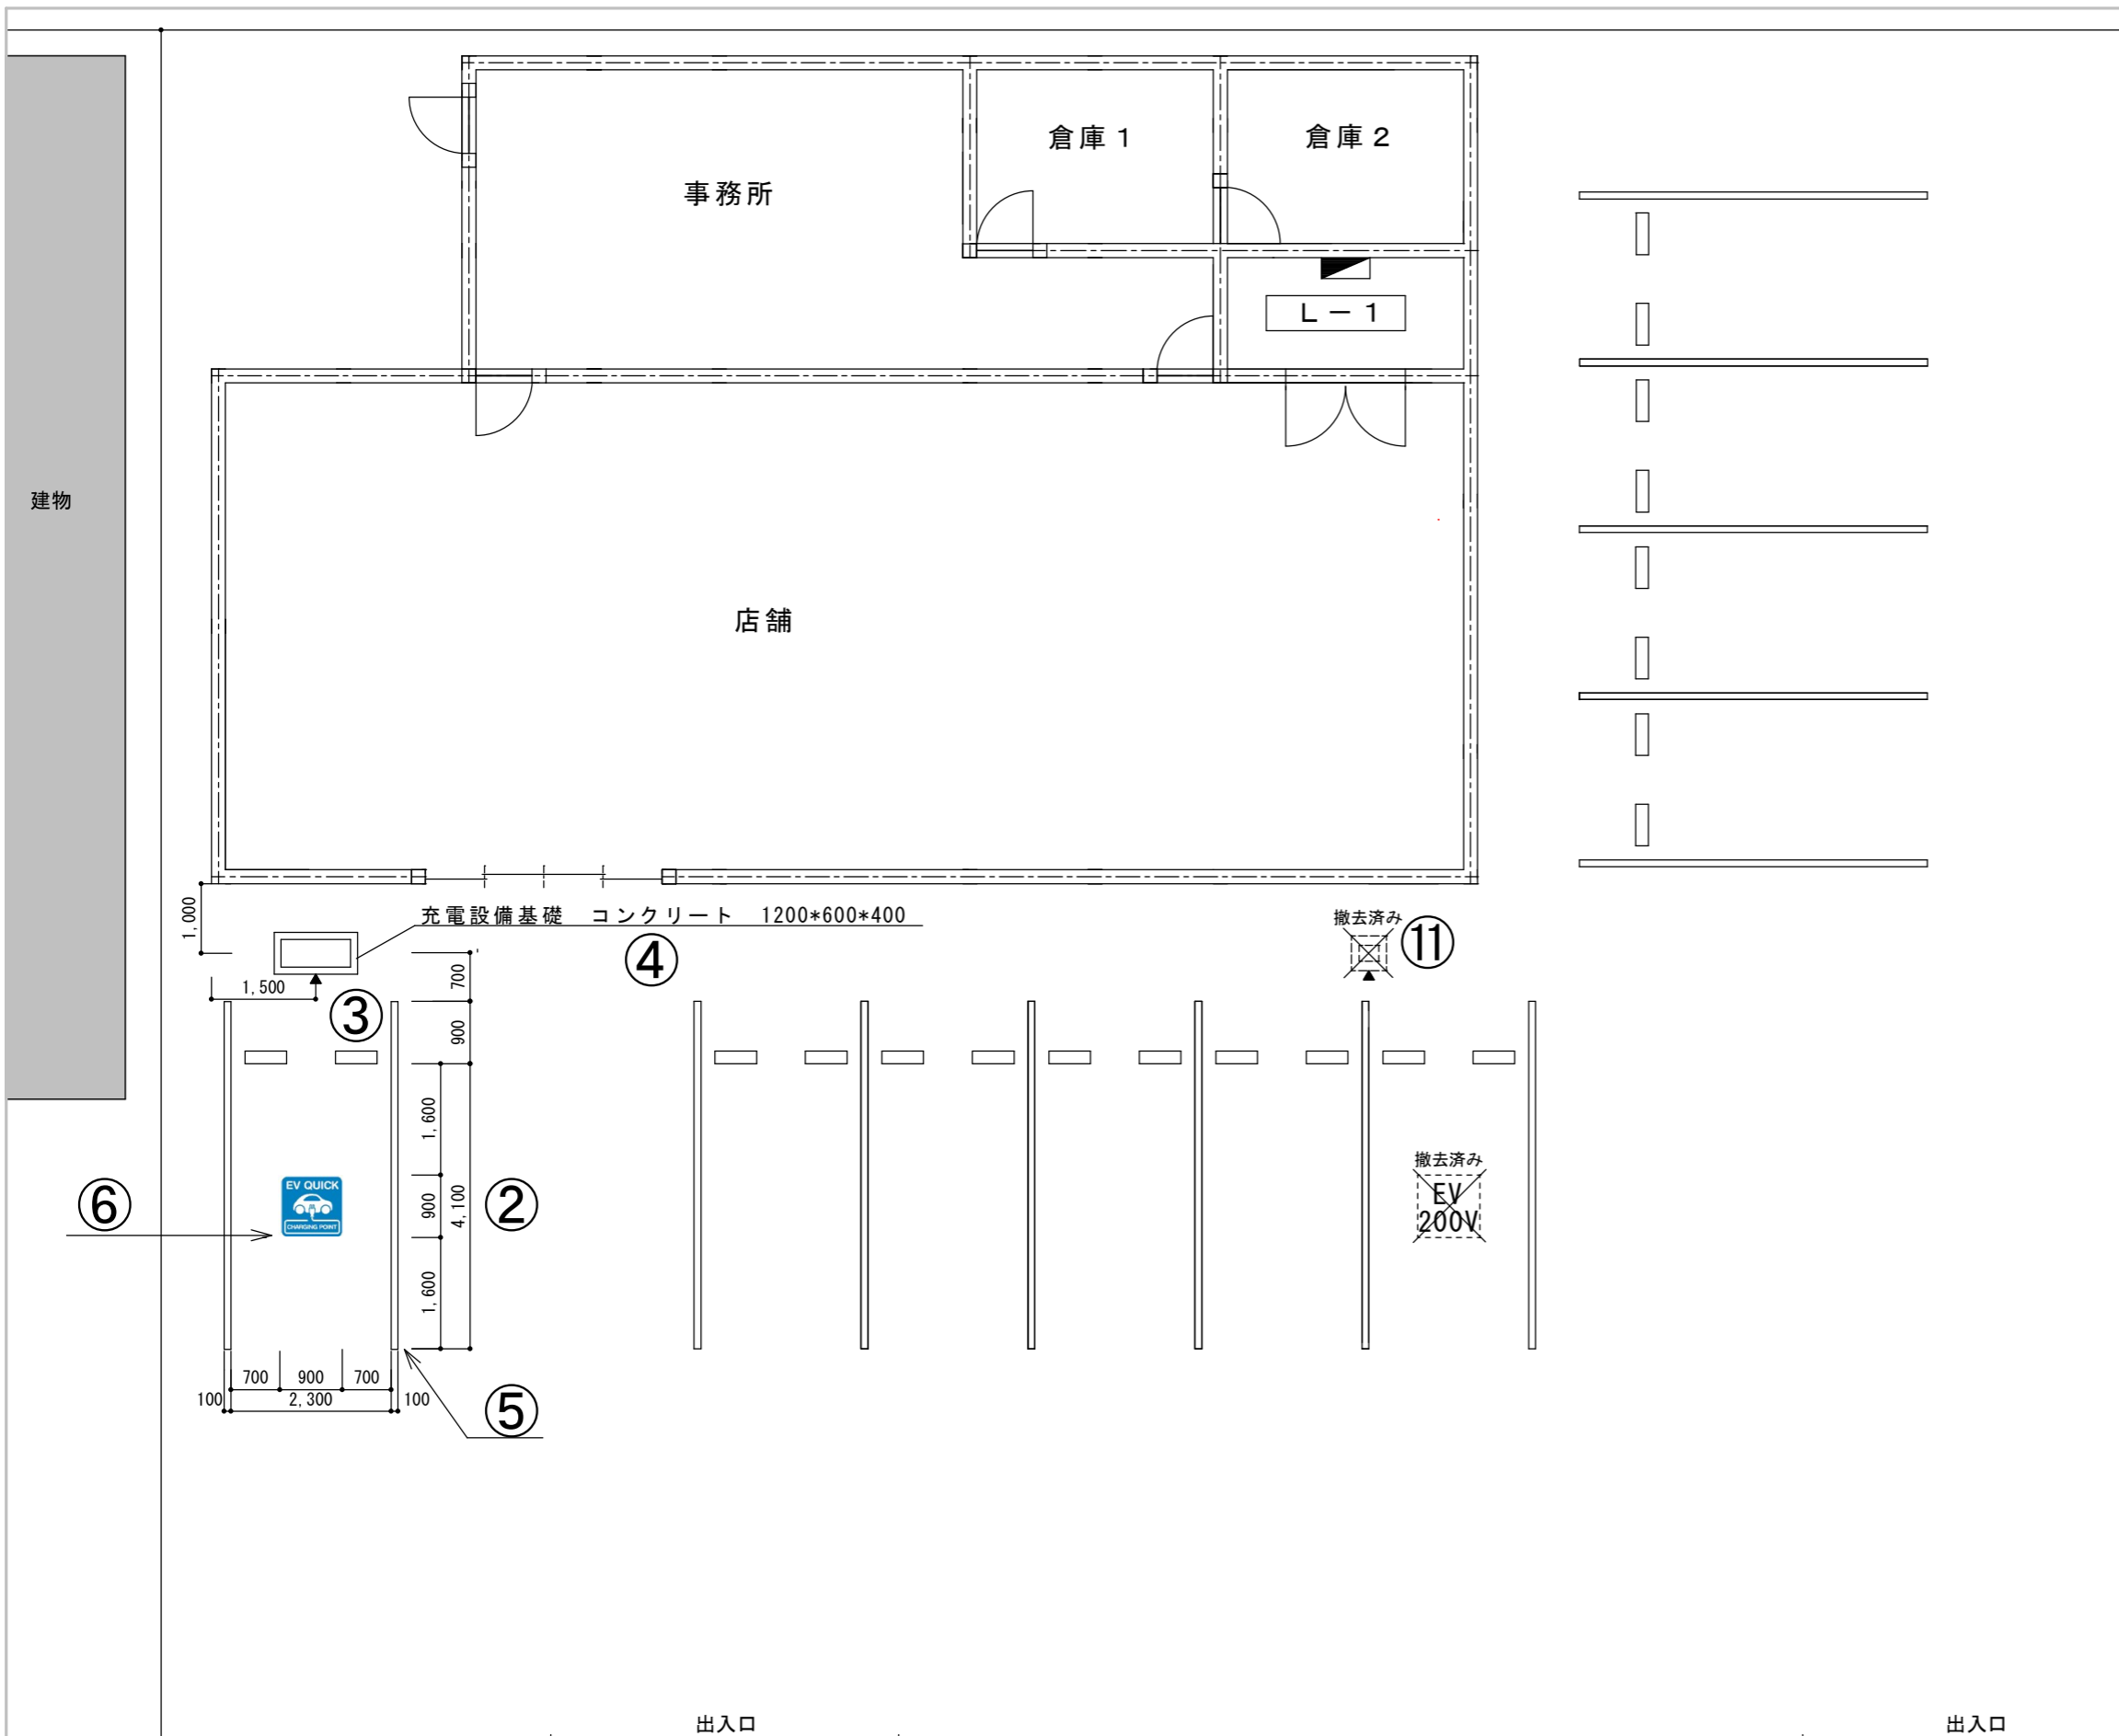 倉庫１
倉庫２
事務所
Ｌ－１
建物
店舗
充電設備基礎　コンクリート　1200*600*400
撤去済み
⑪
④
1,000
700
1,500
③
900
1,600
撤去済み
EV
200V
EV QUICK
CHARGING POINT
⑥
900
4,100
②
1,600
700
900
700
100
2,300
100
⑤
出入口
出入口